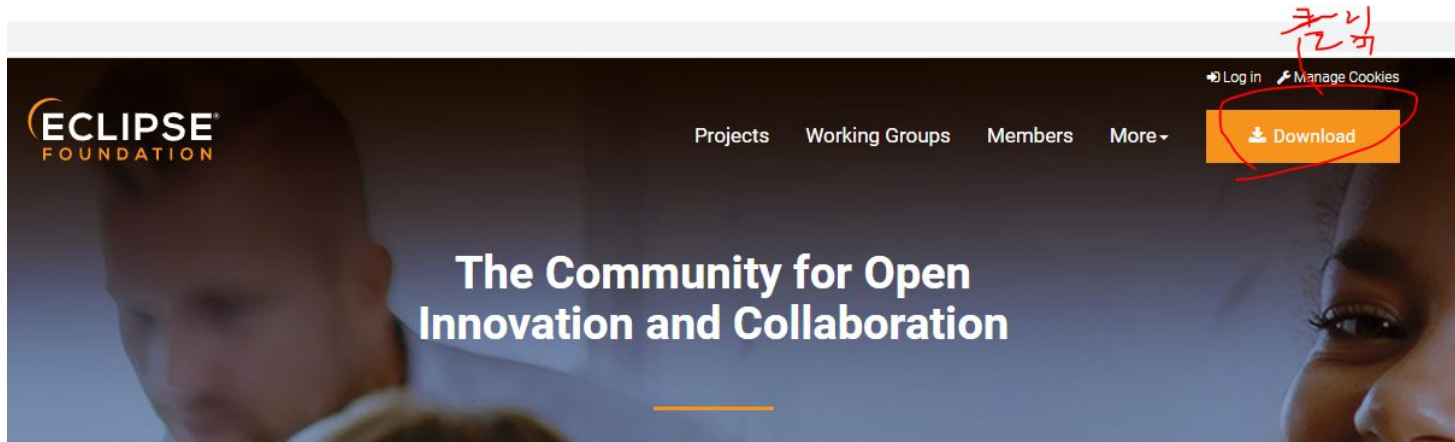 클릭
Log in Manage Cookies
ECLIPSE®
FOUNDATION
Projects Working Groups Members More Download
The Community for Open
Innovation and Collaboration